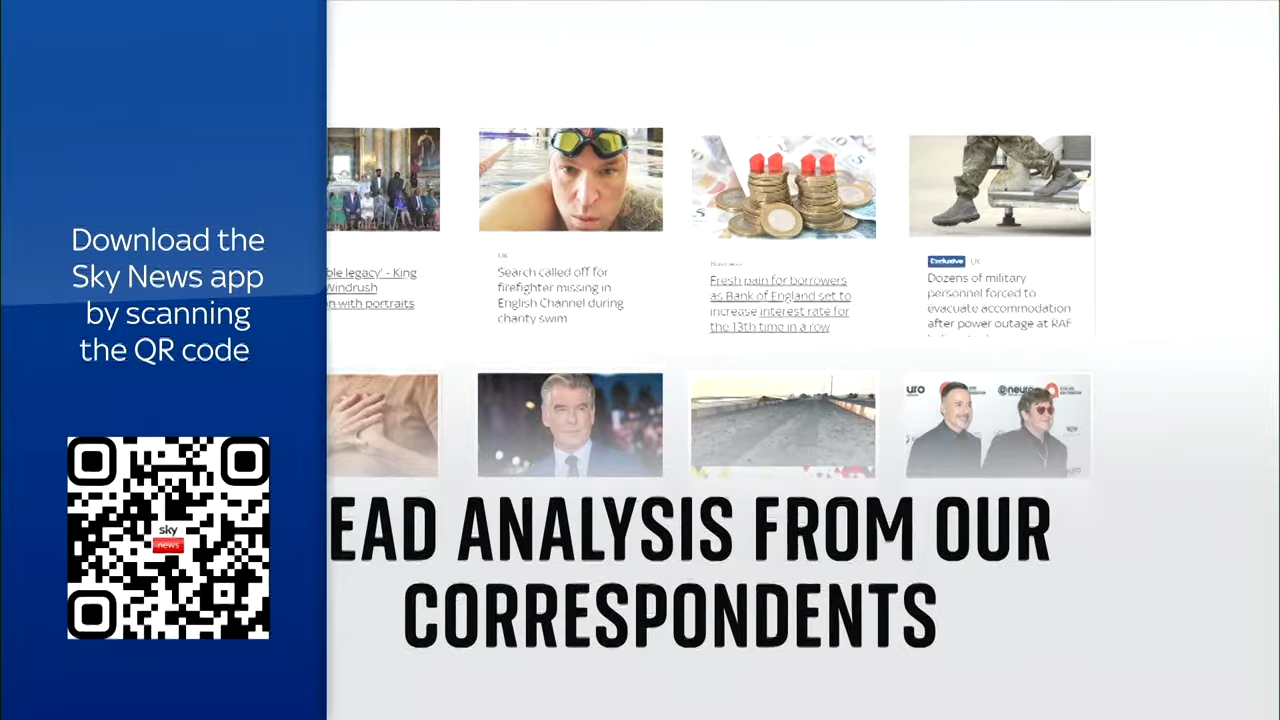 Download the
Sky News app
by scanning
the QR code
sky
news
ble legacy' - King
Windrush
n with portraits
UK
Search called off for
firefighter missing in
English Channel during
charity swim
Business
Fresh pain for borrowers
as Bank of England set to
increase interest rate for
the 13th time in a row
Exclusive UK
Dozens of military
personnel forced to
evacuate accommodation
after power outage at RAF
uro
neuro
EAD ANALYSIS FROM OUR
CORRESPONDENTS